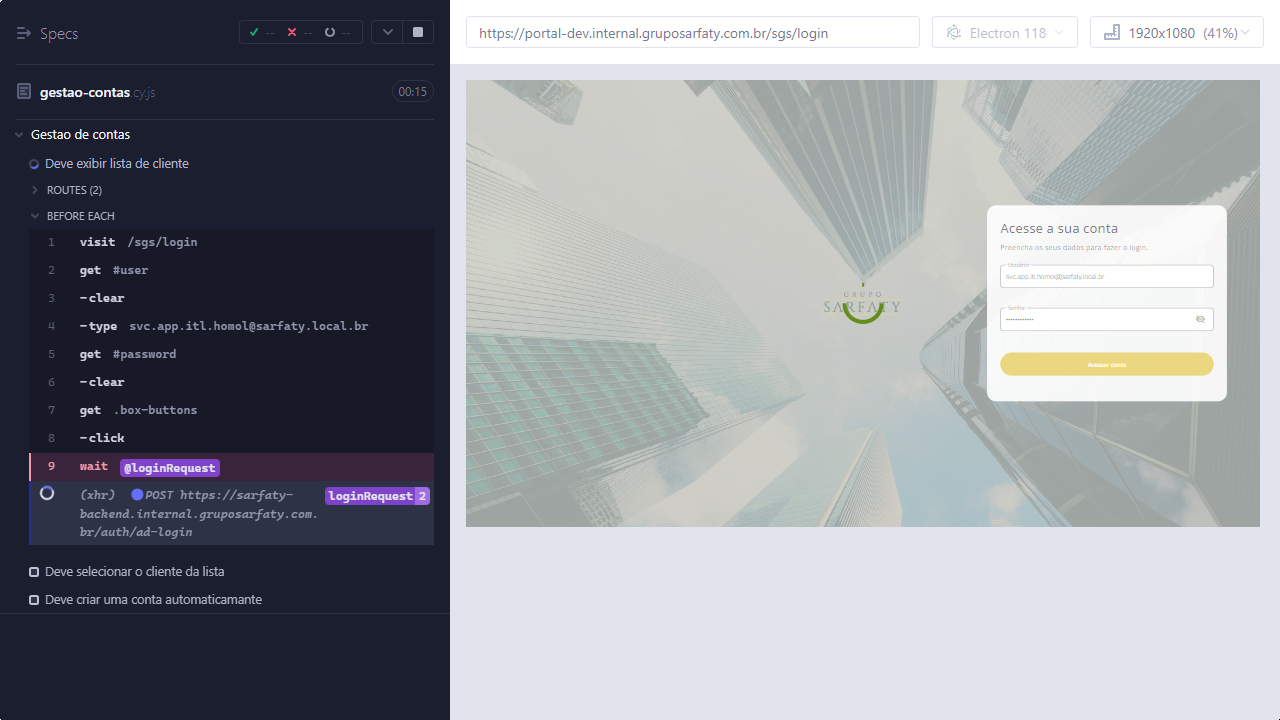 Specs
-- -- --
gestao-contas.cy.js 00:15
Gestao de contas
Deve exibir lista de cliente
ROUTES (2)
BEFORE EACH
1 visit /sgs/login
2 get #user
3 -clear
4 -type svc.app.itl.homol@sarfaty.local.br
5 get #password
6 -clear
7 get .box-buttons
8 -click
9 wait @loginRequest
(xhr) POST https://sarfaty-backend.internal.gruposarfaty.com.br/auth/ad-login loginRequest 2
Deve selecionar o cliente da lista
Deve criar uma conta automaticamante
https://portal-dev.internal.gruposarfaty.com.br/sgs/login
Electron 118
1920x1080 (41%)
GRUPO
SARFATY
Acesse a sua conta
Preencha os seus dados para fazer o login.
Usuário
svc.app.itl.homol@sarfaty.local.br
Senha
Acessar conta